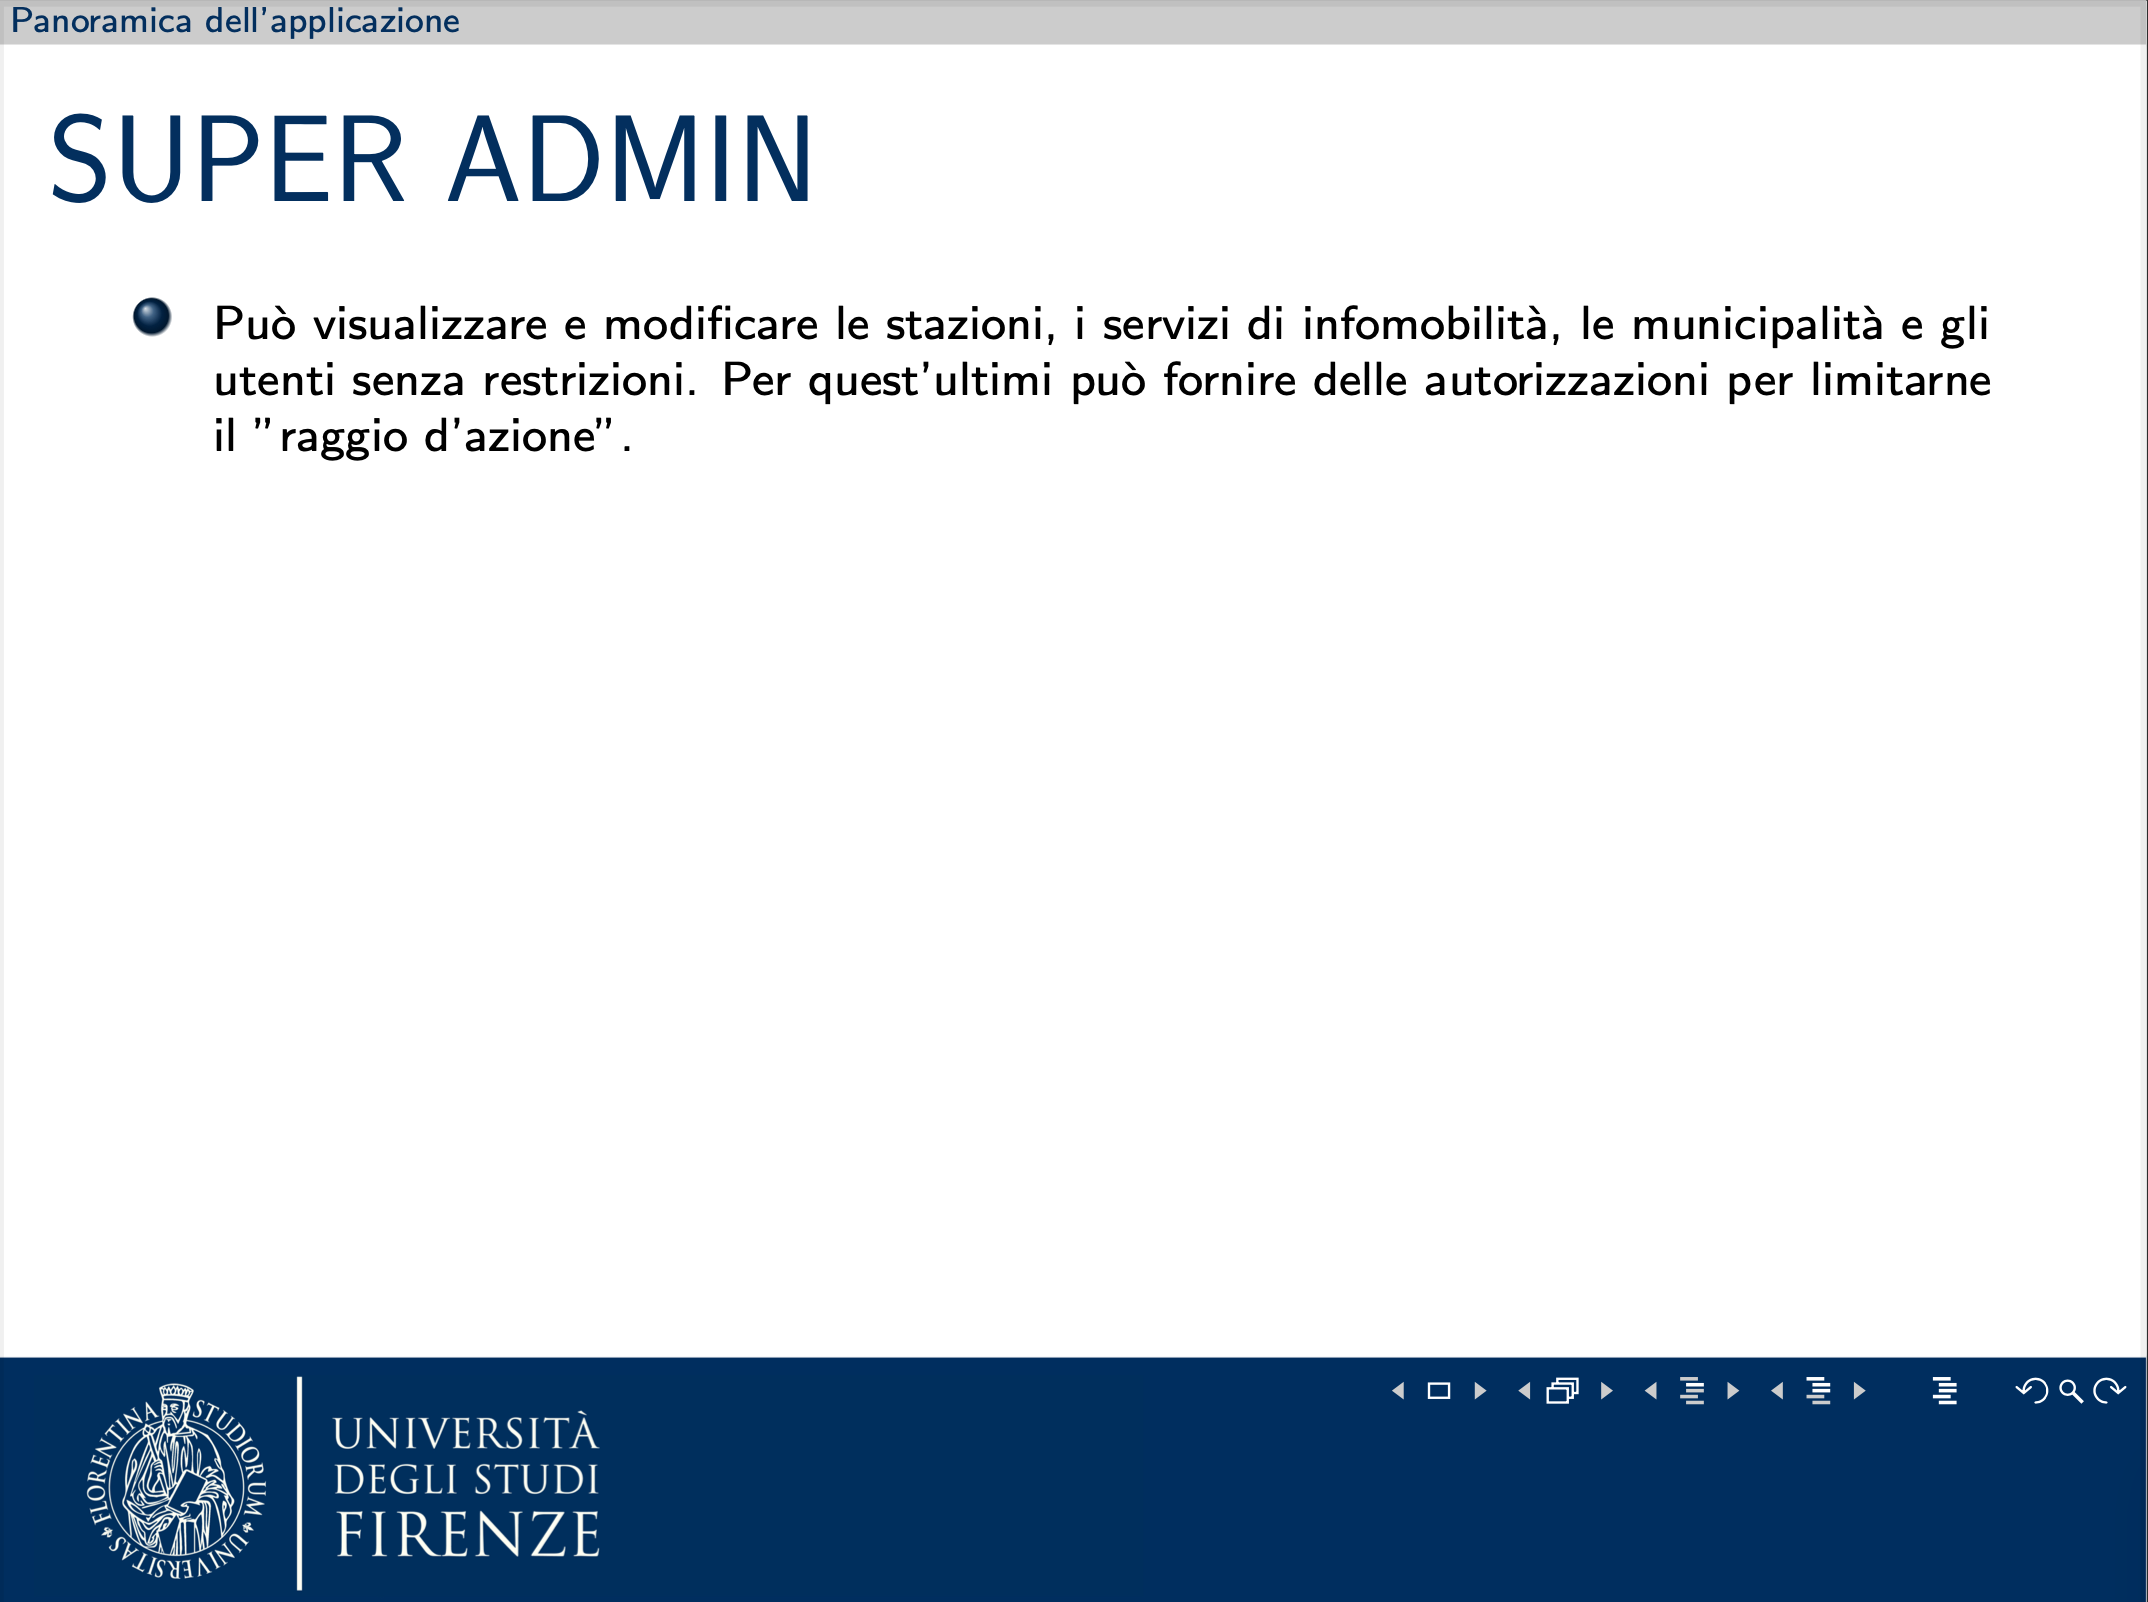 Panoramica dell'applicazione
SUPER ADMIN
Può visualizzare e modificare le stazioni, i servizi di infomobilità, le municipalità e gli
utenti senza restrizioni. Per quest'ultimi può fornire delle autorizzazioni per limitarne
il ”raggio d'azione”.
FLORENTINA STUDIORUM UNIVERSITAS
UNIVERSITÀ
DEGLI STUDI
FIRENZE